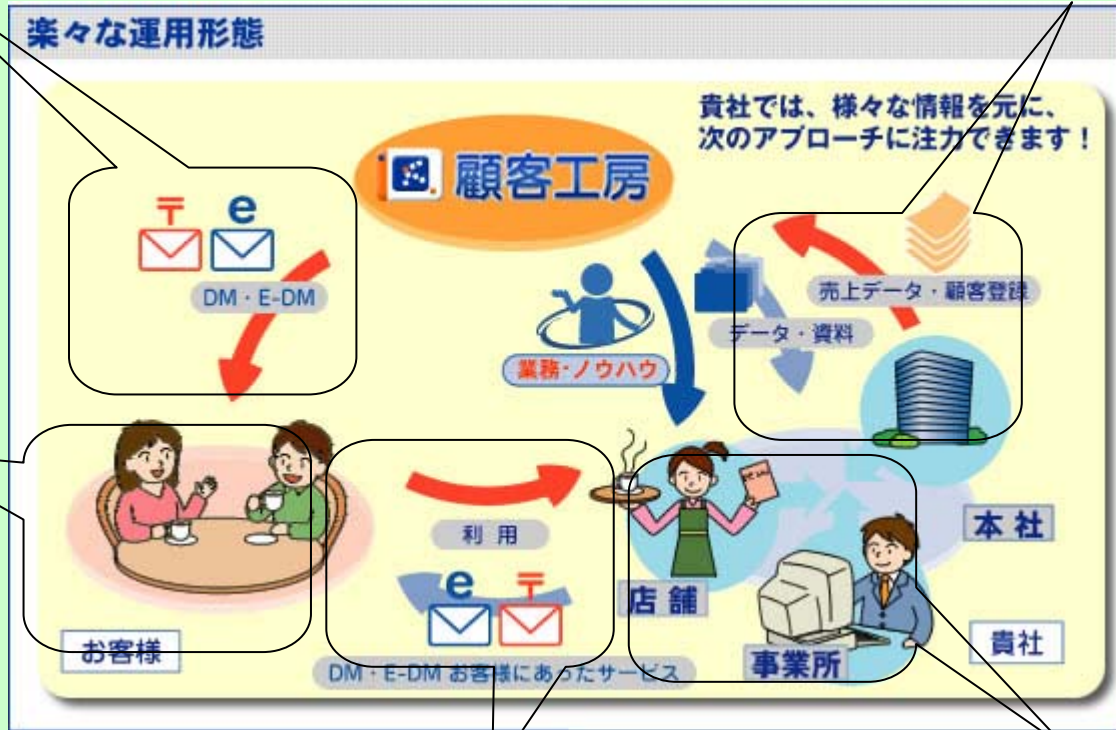 楽々な運用形態
貴社では、様々な情報を元に、
次のアプローチに注力できます！
顧客工房
〒 e
DM・E-DM
売上データ・顧客登録
データ・資料
業務・ノウハウ
利用
e 〒
DM・E-DM お客様にあったサービス
お客様
店舗
事業所
本社
貴社